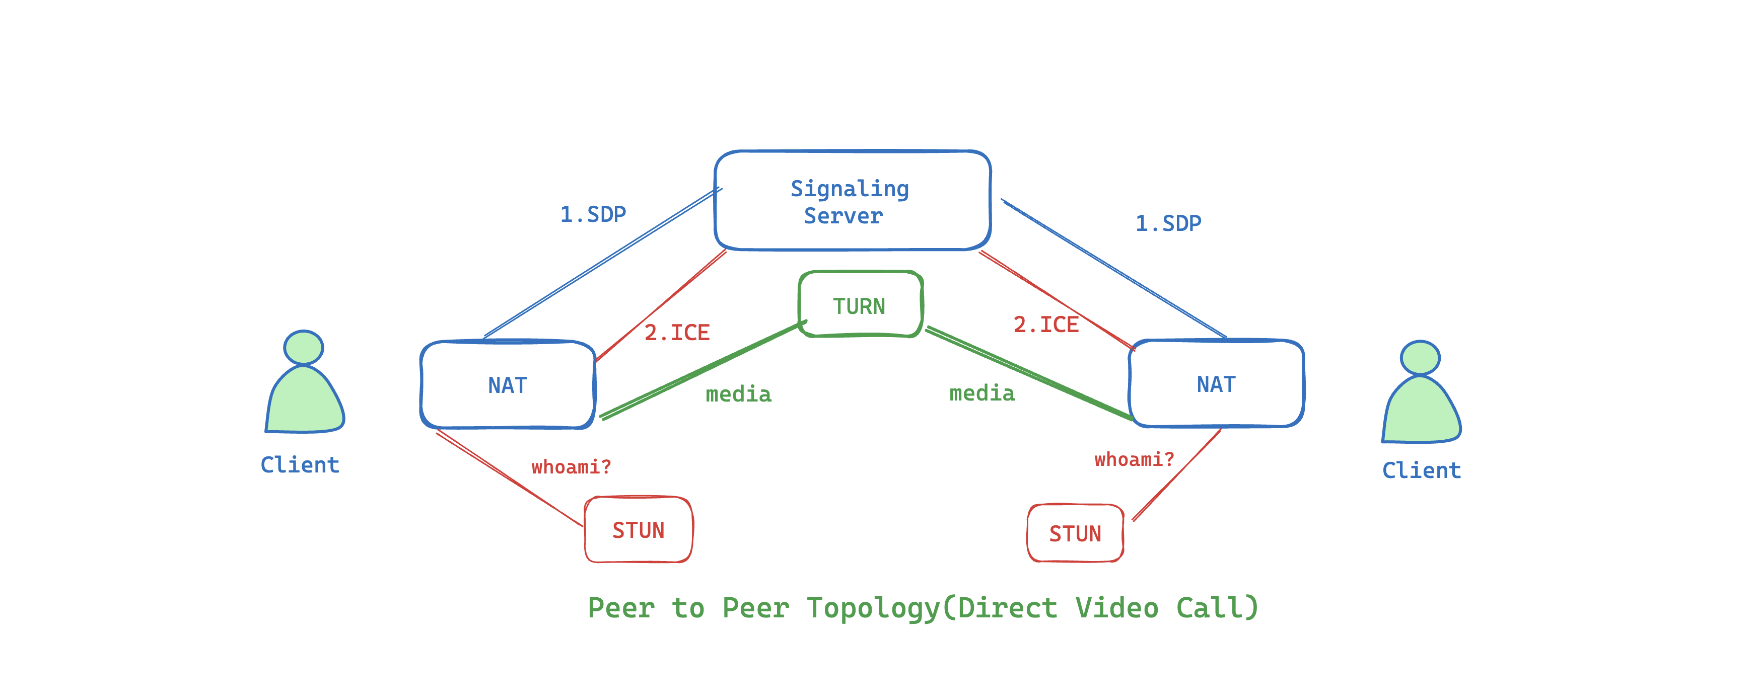 Signaling
Server
1.SDP
1.SDP
TURN
2.ICE
2.ICE
NAT
NAT
media
media
Client
Client
whoami?
whoami?
STUN
STUN
Peer to Peer Topology(Direct Video Call)